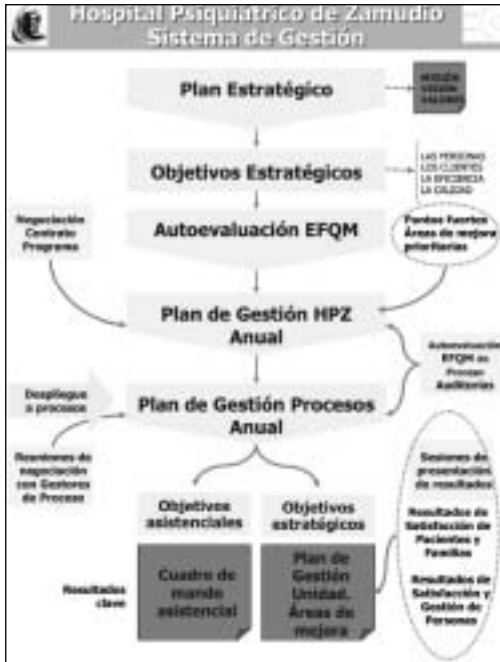 Hospital Psiquiátrico de Zamudio
Sistema de Gestión
Plan Estratégico
MISIÓN
VISIÓN
VALORES
Objetivos Estratégicos
LAS PERSONAS
LOS CLIENTES
LA EFICIENCIA
LA CALIDAD
Negociación
Contrato
Programa
Autoevaluación EFQM
Puntos fuertes
Áreas de mejora
prioritarias
Plan de Gestión HPZ
Anual
Autoevaluación
EFQM de
Proceso
Auditorías
Despliegue
a procesos
Plan de Gestión Procesos
Anual
Reuniones de
negociación
con Gestores
de Proceso
Sesiones de
presentación
de resultados
Resultados de
Satisfacción de
Pacientes y
Familias
Resultados de
Satisfacción y
Gestión de
Personas
Objetivos
asistenciales
Objetivos
estratégicos
Resultados
clave
Cuadro de
mando
asistencial
Plan de
Gestión
Unidad.
Áreas de
mejora